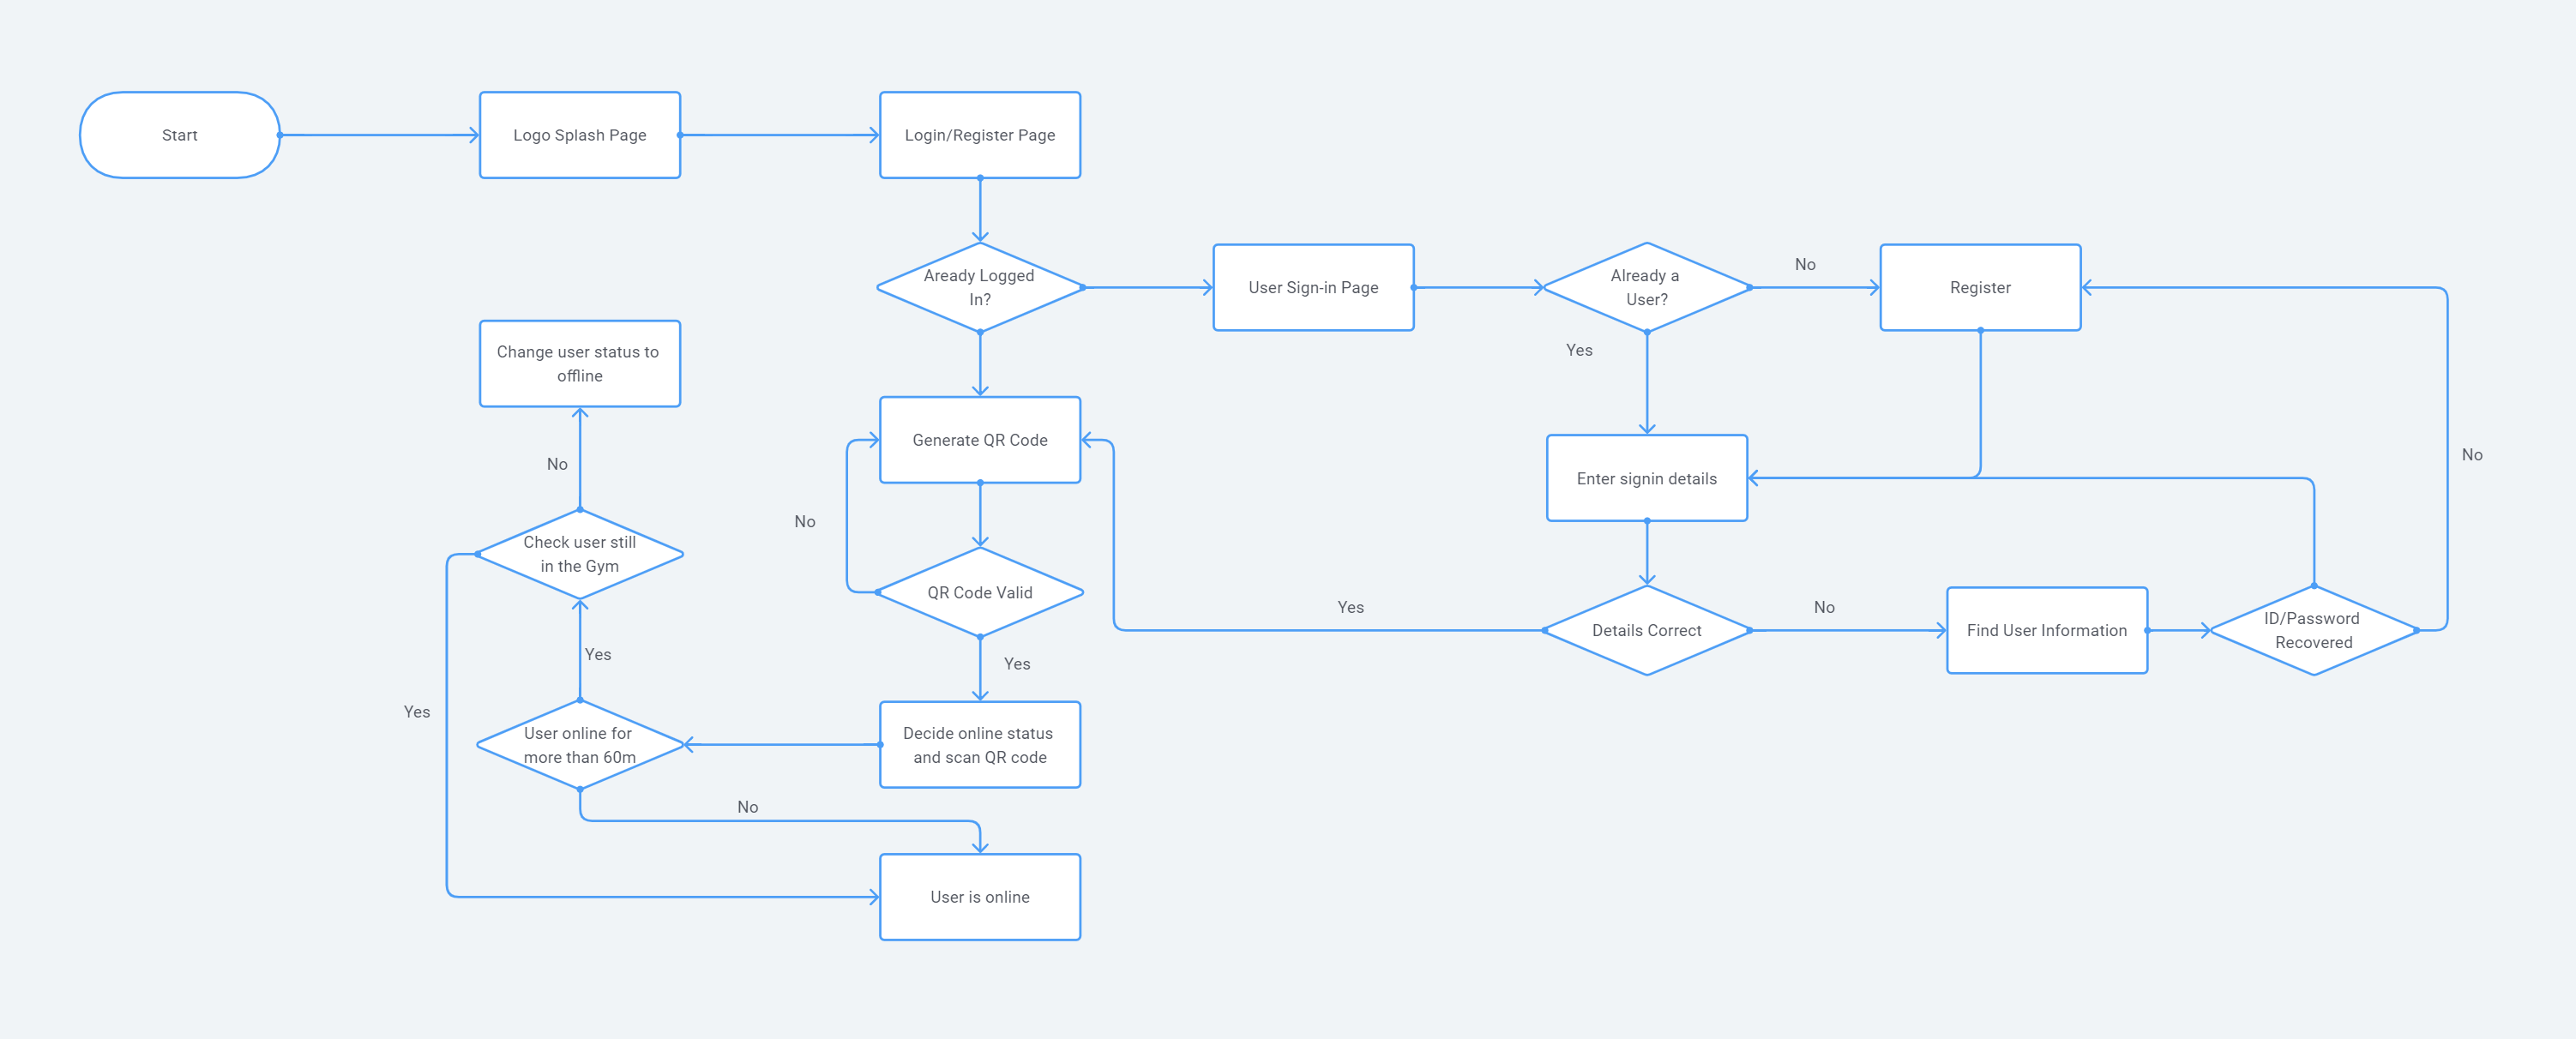 Start
Logo Splash Page
Login/Register Page
Aready Logged
In?
User Sign-in Page
Already a
User?
No
Register
Yes
Change user status to
offline
Generate QR Code
No
No
Enter signin details
No
Check user still
in the Gym
QR Code Valid
Yes
Details Correct
No
Find User Information
ID/Password
Recovered
Yes
Yes
Yes
User online for
more than 60m
Decide online status
and scan QR code
No
User is online